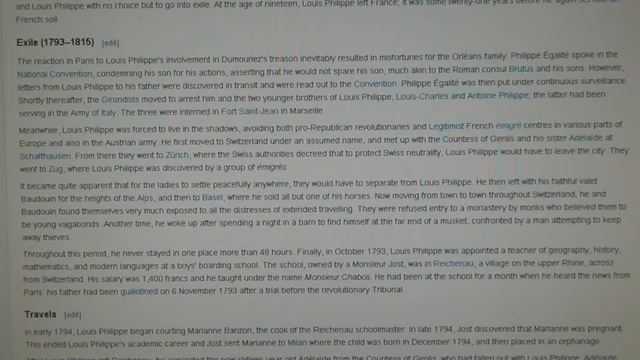 and Louis Philippe with no choice but to go into exile. At the age of nineteen, Louis Philippe left France; it was some twenty-one years before he again set foot on
French soil.
Exile (1793–1815) [edit]
The reaction in Paris to Louis Philippe's involvement in Dumouriez's treason inevitably resulted in misfortunes for the Orléans family. Philippe Égalité spoke in the
National Convention, condemning his son for his actions, asserting that he would not spare his son, much akin to the Roman consul Brutus and his sons. However,
letters from Louis Philippe to his father were discovered in transit and were read out to the Convention. Philippe Égalité was then put under continuous surveillance.
Shortly thereafter, the Girondists moved to arrest him and the two younger brothers of Louis Philippe, Louis-Charles and Antoine Philippe; the latter had been
serving in the Army of Italy. The three were interned in Fort Saint-Jean in Marseille.
Meanwhile, Louis Philippe was forced to live in the shadows, avoiding both pro-Republican revolutionaries and Legitimist French émigré centres in various parts of
Europe and also in the Austrian army. He first moved to Switzerland under an assumed name, and met up with the Countess of Genlis and his sister Adélaïde at
Schaffhausen. From there they went to Zürich, where the Swiss authorities decreed that to protect Swiss neutrality, Louis Philippe would have to leave the city. They
went to Zug, where Louis Philippe was discovered by a group of émigrés.
It became quite apparent that for the ladies to settle peacefully anywhere, they would have to separate from Louis Philippe. He then left with his faithful valet
Baudouin for the heights of the Alps, and then to Basel, where he sold all but one of his horses. Now moving from town to town throughout Switzerland, he and
Baudouin found themselves very much exposed to all the distresses of extended travelling. They were refused entry to a monastery by monks who believed them to
be young vagabonds. Another time, he woke up after spending a night in a barn to find himself at the far end of a musket, confronted by a man attempting to keep
away thieves.
Throughout this period, he never stayed in one place more than 48 hours. Finally, in October 1793, Louis Philippe was appointed a teacher of geography, history,
mathematics, and modern languages at a boys' boarding school. The school, owned by a Monsieur Jost, was in Reichenau, a village on the upper Rhine, across
from Switzerland. His salary was 1,400 francs and he taught under the name Monsieur Chabos. He had been at the school for a month when he heard the news from
Paris: his father had been guillotined on 6 November 1793 after a trial before the revolutionary Tribunal.
Travels [edit]
In early 1794, Louis Philippe began courting Marianne Banzori, the cook of the Reichenau schoolmaster. In late 1794, Jost discovered that Marianne was pregnant.
This ended Louis Philippe's academic career and Jost sent Marianne to Milan where the child was born in December 1794, and then placed in an orphanage.